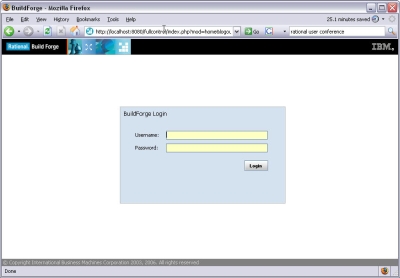 BuildForge - Mozilla Firefox
File Edit View History Bookmarks Tools Help
25.1 minutes saved
http://localhost:8080/fullcontrol/index.php?mod=home&logou
Go
rational user conference
Rational Build Forge
IBM.
BuildForge Login
Username:
Password:
Login
© Copyright International Business Machines Corporation 2003, 2006. All rights reserved
Done